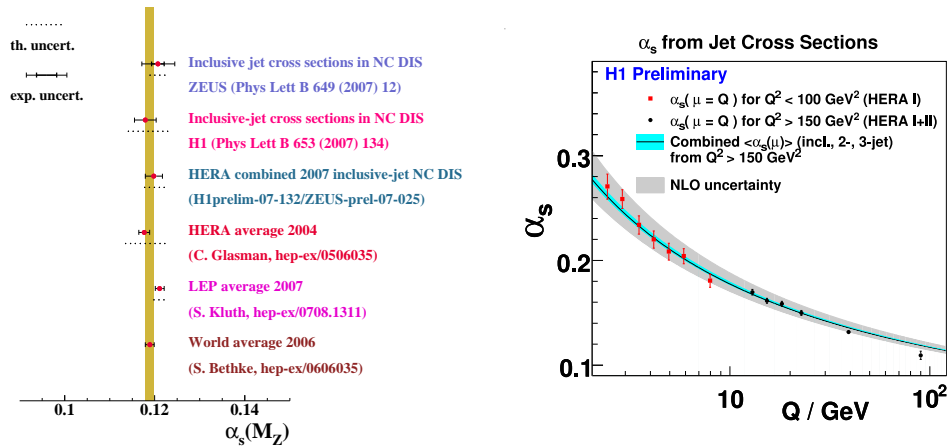 th. uncert.
exp. uncert.
Inclusive jet cross sections in NC DIS
ZEUS (Phys Lett B 649 (2007) 12)
Inclusive-jet cross sections in NC DIS
H1 (Phys Lett B 653 (2007) 134)
HERA combined 2007 inclusive-jet NC DIS
(H1prelim-07-132/ZEUS-prel-07-025)
HERA average 2004
(C. Glasman, hep-ex/0506035)
LEP average 2007
(S. Kluth, hep-ex/0708.1311)
World average 2006
(S. Bethke, hep-ex/0606035)
0.1 0.12 0.14
αs(MZ)
αs from Jet Cross Sections
H1 Preliminary
αs(μ = Q ) for Q² < 100 GeV² (HERA I)
αs(μ = Q ) for Q² > 150 GeV² (HERA I+II)
Combined <αs(μ)> (incl., 2-, 3-jet)
from Q² > 150 GeV²
NLO uncertainty
αs
0.3
0.2
0.1
10 10²
Q / GeV